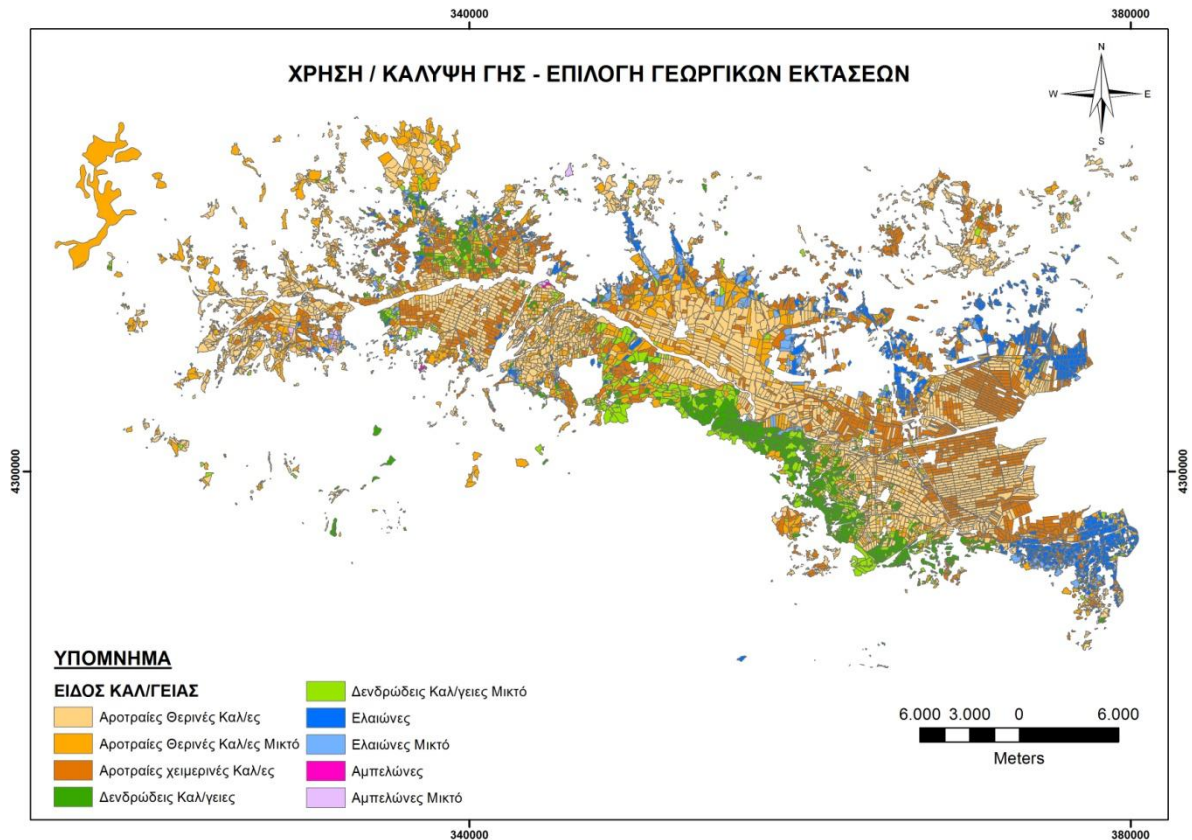 340000 380000
ΧΡΗΣΗ / ΚΑΛΥΨΗ ΓΗΣ - ΕΠΙΛΟΓΗ ΓΕΩΡΓΙΚΩΝ ΕΚΤΑΣΕΩΝ
N
W E
S
4300000 4300000
ΥΠΟΜΝΗΜΑ
ΕΙΔΟΣ ΚΑΛ/ΓΕΙΑΣ
Αροτραίες Θερινές Καλ/ες
Αροτραίες Θερινές Καλ/ες Μικτό
Αροτραίες χειμερινές Καλ/ες
Δενδρώδεις Καλ/γειες
Δενδρώδεις Καλ/γειες Μικτό
Ελαιώνες
Ελαιώνες Μικτό
Αμπελώνες
Αμπελώνες Μικτό
6.000 3.000 0 6.000
Meters
340000 380000